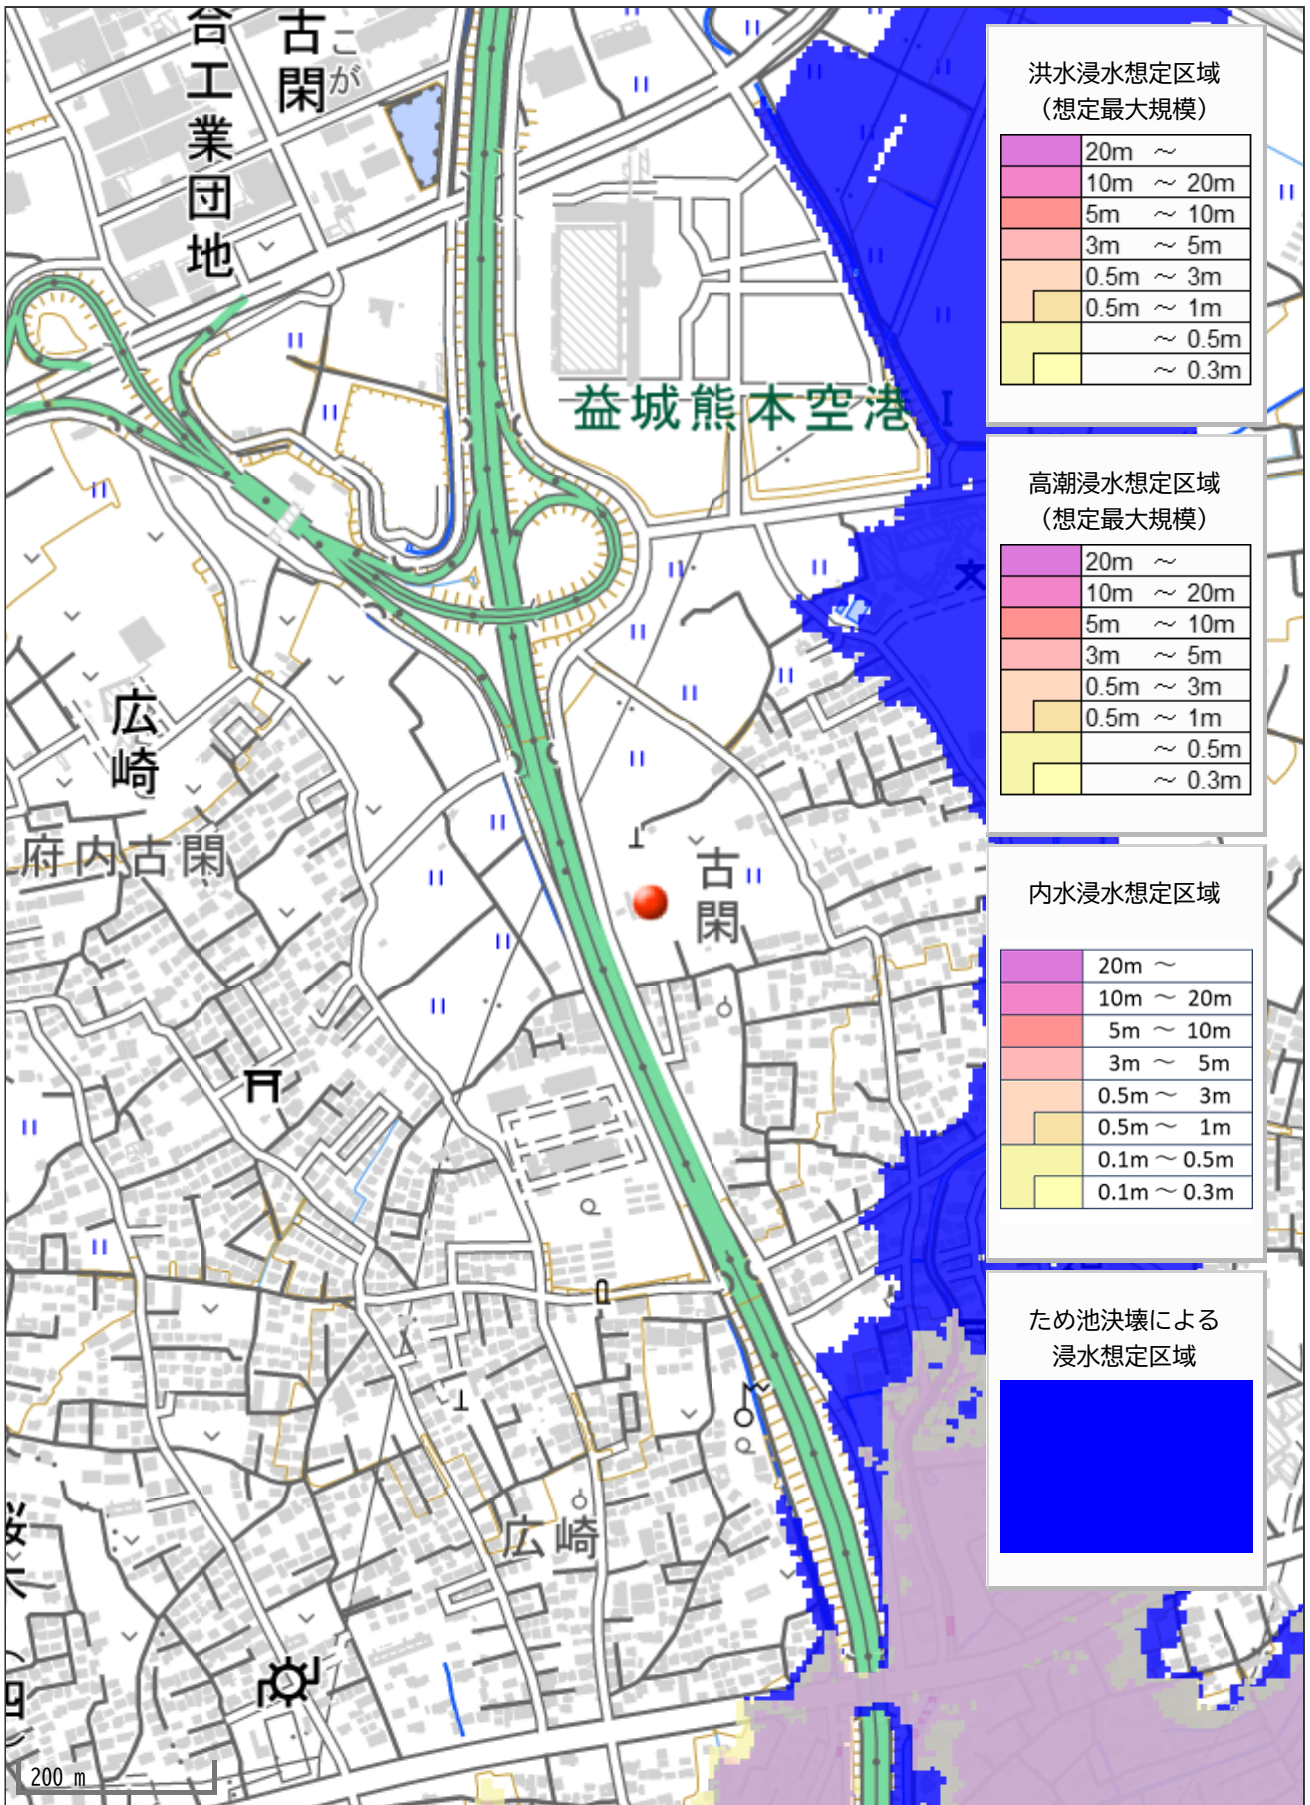 合工業団地
古閑
こが
益城熊本空港I
広崎
府内古閑
古閑
広崎
桜木
(四)
200 m
洪水浸水想定区域
(想定最大規模)
20m ～
10m ～ 20m
5m ～ 10m
3m ～ 5m
0.5m ～ 3m
0.5m ～ 1m
～ 0.5m
～ 0.3m
高潮浸水想定区域
(想定最大規模)
20m ～
10m ～ 20m
5m ～ 10m
3m ～ 5m
0.5m ～ 3m
0.5m ～ 1m
～ 0.5m
～ 0.3m
内水浸水想定区域
20m ～
10m ～ 20m
5m ～ 10m
3m ～ 5m
0.5m ～ 3m
0.5m ～ 1m
0.1m ～ 0.5m
0.1m ～ 0.3m
ため池決壊による
浸水想定区域